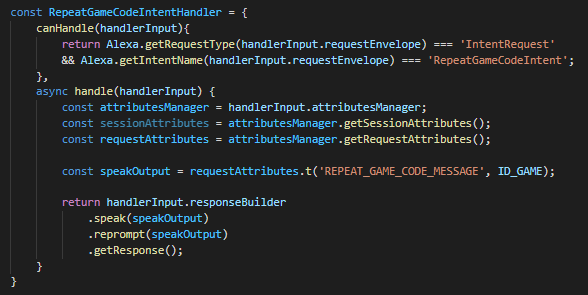 const RepeatGameCodeIntentHandler = {
    canHandle(handlerInput){
        return Alexa.getRequestType(handlerInput.requestEnvelope) === 'IntentRequest'
        && Alexa.getIntentName(handlerInput.requestEnvelope) === 'RepeatGameCodeIntent';
    },
    async handle(handlerInput) {
        const attributesManager = handlerInput.attributesManager;
        const sessionAttributes = attributesManager.getSessionAttributes();
        const requestAttributes = attributesManager.getRequestAttributes();

        const speakOutput = requestAttributes.t('REPEAT_GAME_CODE_MESSAGE', ID_GAME);

        return handlerInput.responseBuilder
            .speak(speakOutput)
            .reprompt(speakOutput)
            .getResponse();
    }
}